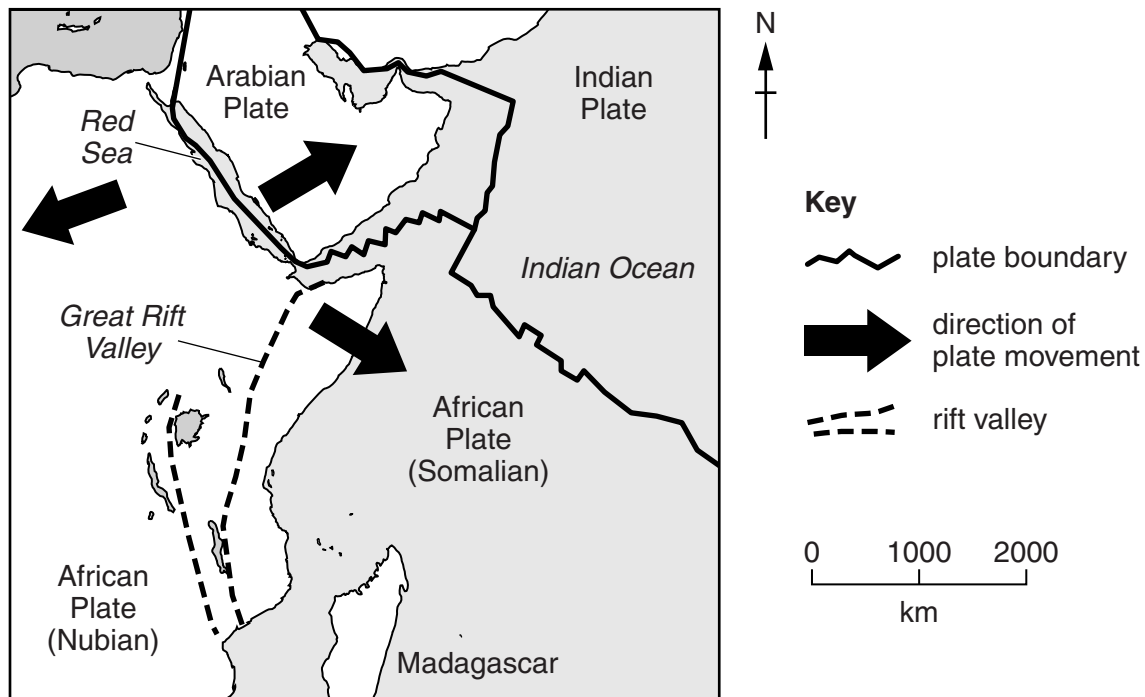 Arabian
Plate
Indian
Plate
Red
Sea
Indian Ocean
Great Rift
Valley
African
Plate
(Somalian)
African
Plate
(Nubian)
Madagascar
N
Key
plate boundary
direction of
plate movement
rift valley
0 1000 2000
km